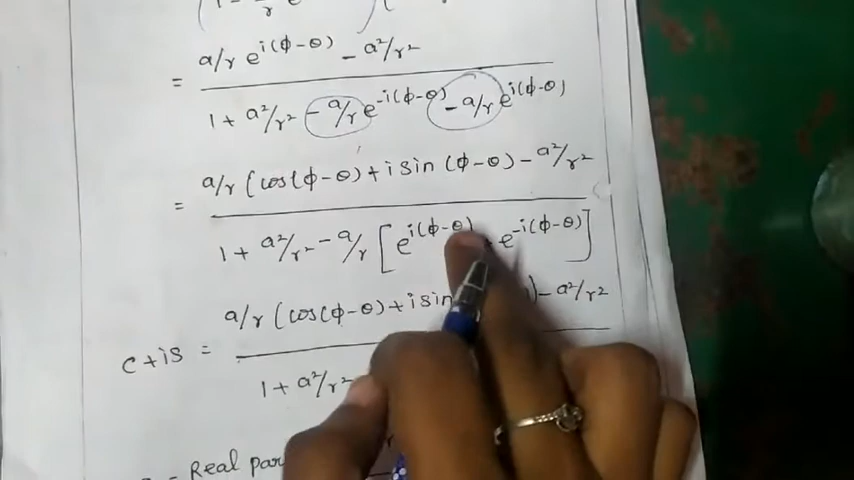 = a/r e^{i(φ-θ)} - a²/r²
1 + a²/r² - a/r e^{-i(φ-θ)} - a/r e^{i(φ-θ)}
= a/r (cos(φ-θ) + i sin (φ-θ) - a²/r²
1 + a²/r² - a/r [e^{i(φ-θ)} e^{-i(φ-θ)}]
a/r (cos(φ-θ) + i sin ) - a²/r²
c+is =
1 + a²/r²
- Real